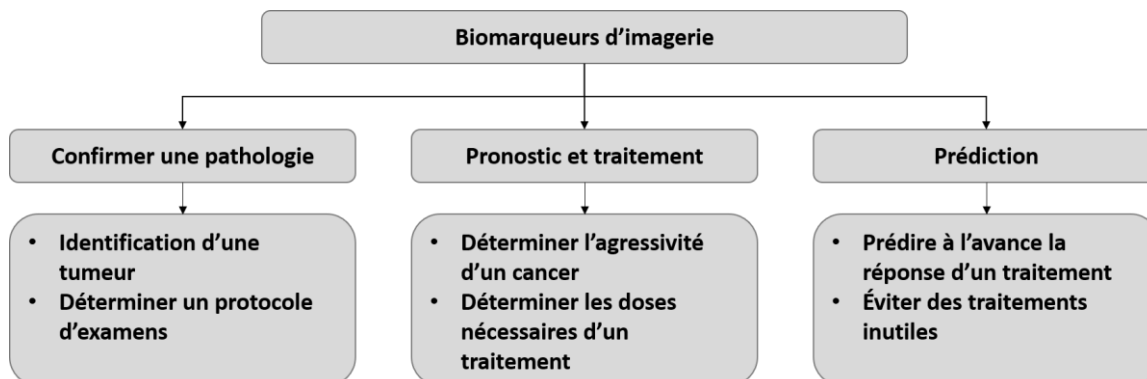 Biomarqueurs d’imagerie
Confirmer une pathologie
Pronostic et traitement
Prédiction
• Identification d’une
tumeur
• Déterminer un protocole
d’examens
• Déterminer l’agressivité
d’un cancer
• Déterminer les doses
nécessaires d’un
traitement
• Prédire à l’avance la
réponse d’un traitement
• Éviter des traitements
inutiles